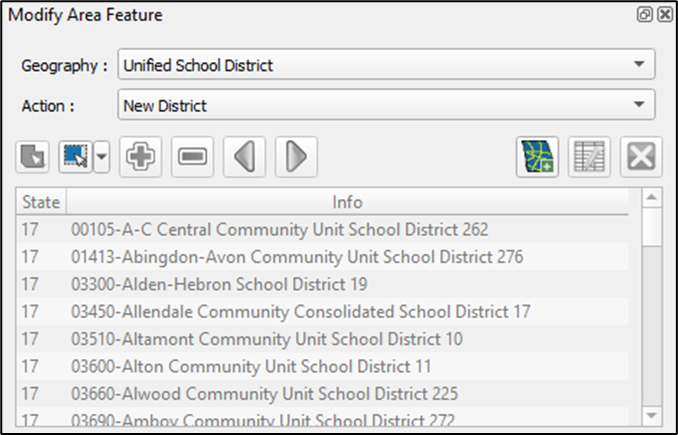 Modify Area Feature
Geography : Unified School District
Action : New District
State Info
17 00105-A-C Central Community Unit School District 262
17 01413-Abingdon-Avon Community Unit School District 276
17 03300-Alden-Hebron School District 19
17 03450-Allendale Community Consolidated School District 17
17 03510-Altamont Community Unit School District 10
17 03600-Alton Community Unit School District 11
17 03660-Alwood Community Unit School District 225
17 03690-Amboy Community Unit School District 272